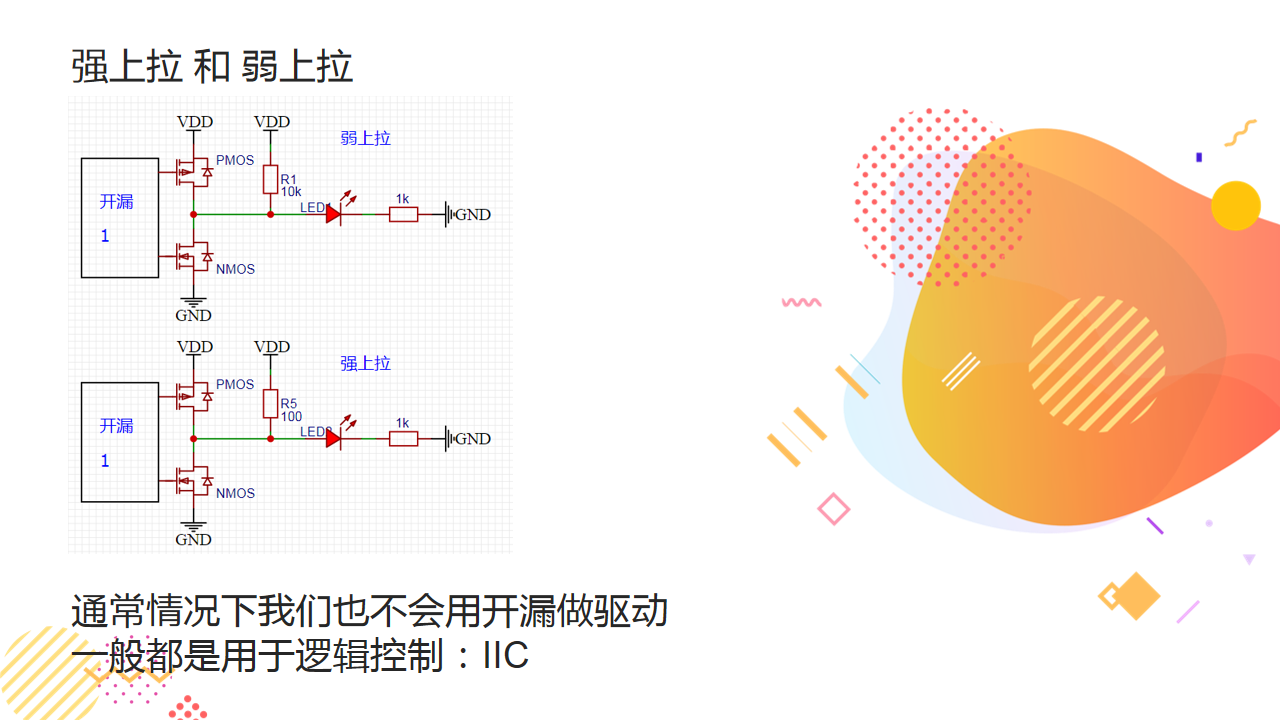 强上拉 和 弱上拉
VDD VDD
弱上拉
PMOS
R1
10k
开漏
1
LED1
1k
GND
NMOS
GND
VDD VDD
强上拉
PMOS
R5
100
开漏
1
LED2
1k
GND
NMOS
GND
通常情况下我们也不会用开漏做驱动
一般都是用于逻辑控制：IIC